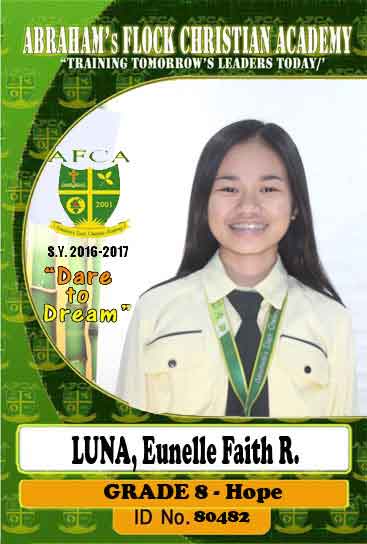 ABRAHAM's FLOCK CHRISTIAN ACADEMY
“TRAINING TOMORROW'S LEADERS TODAY/'
AFCA
2001
S.Y. 2016-2017
“Dare
to
Dream”
LUNA, Eunelle Faith R.
GRADE 8 - Hope
ID No. 80482